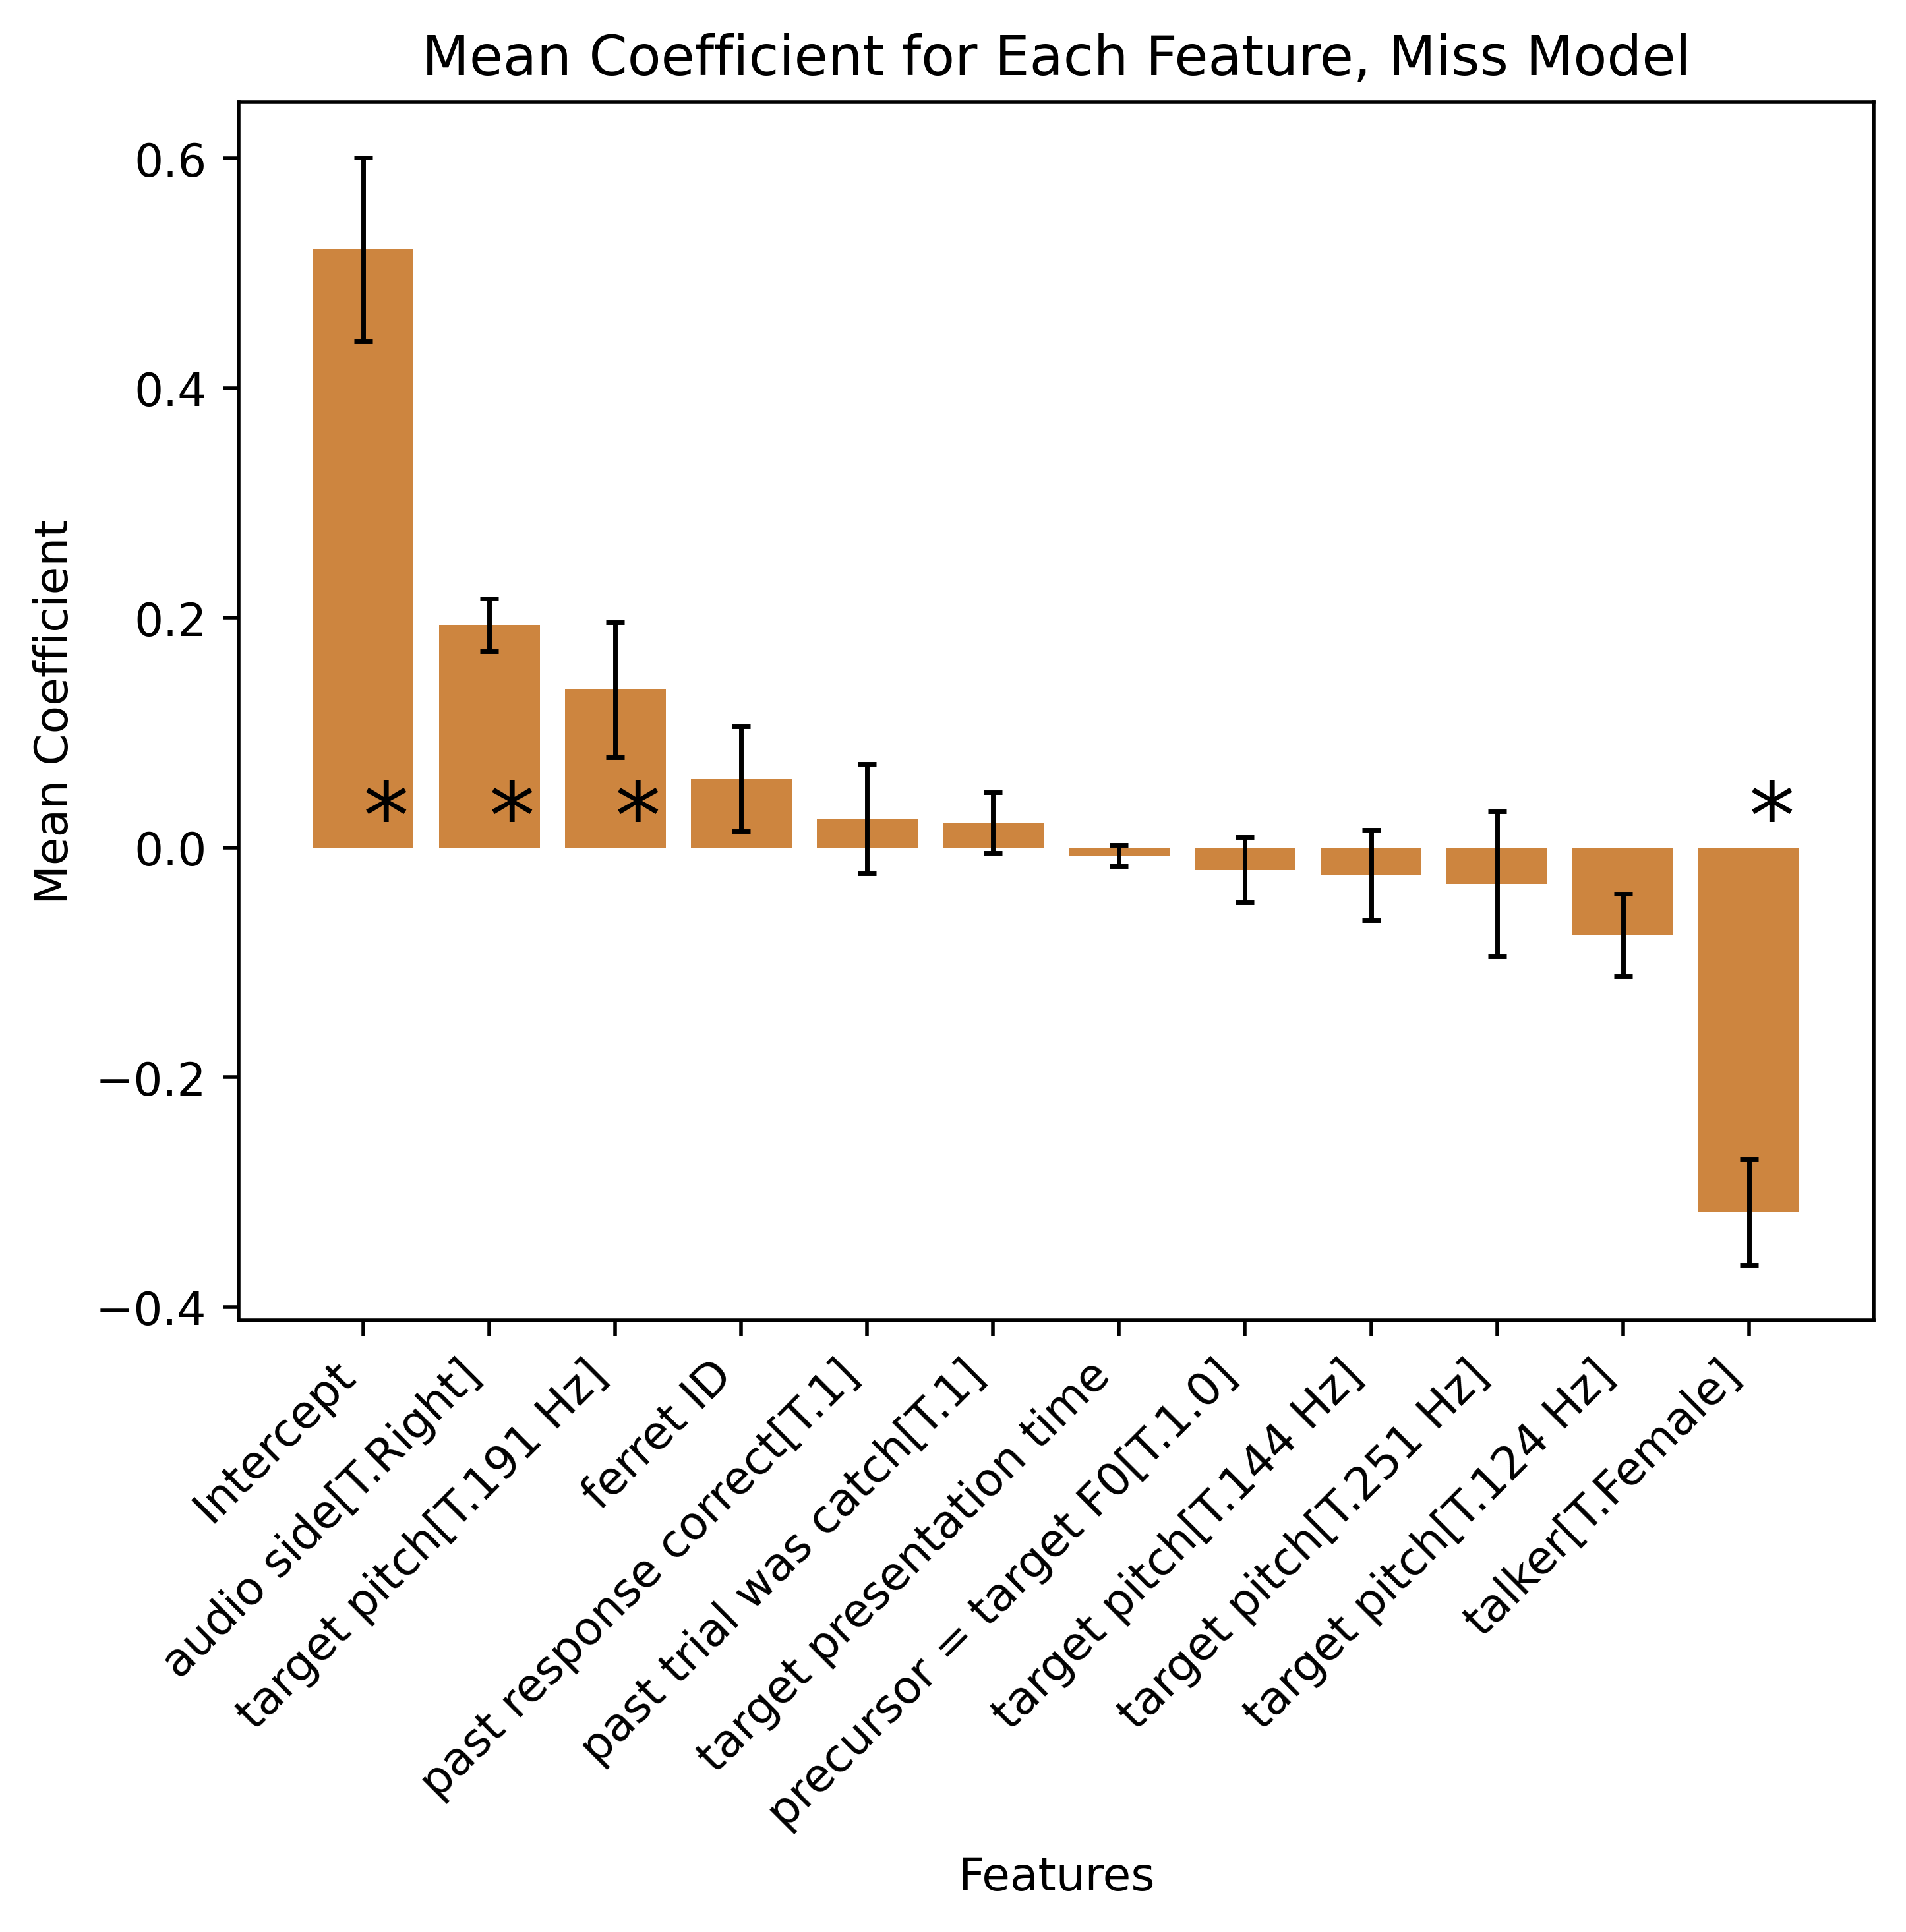 Mean Coefficient for Each Feature, Miss Model
Mean Coefficient
0.6
0.4
0.2
0.0
−0.2
−0.4
*
*
*
*
Intercept
audio side[T.Right]
target pitch[T.191 Hz]
ferret ID
past response correct[T.1]
past trial was catch[T.1]
target presentation time
precursor = target F0[T.1.0]
target pitch[T.144 Hz]
target pitch[T.251 Hz]
target pitch[T.124 Hz]
talker[T.Female]
Features